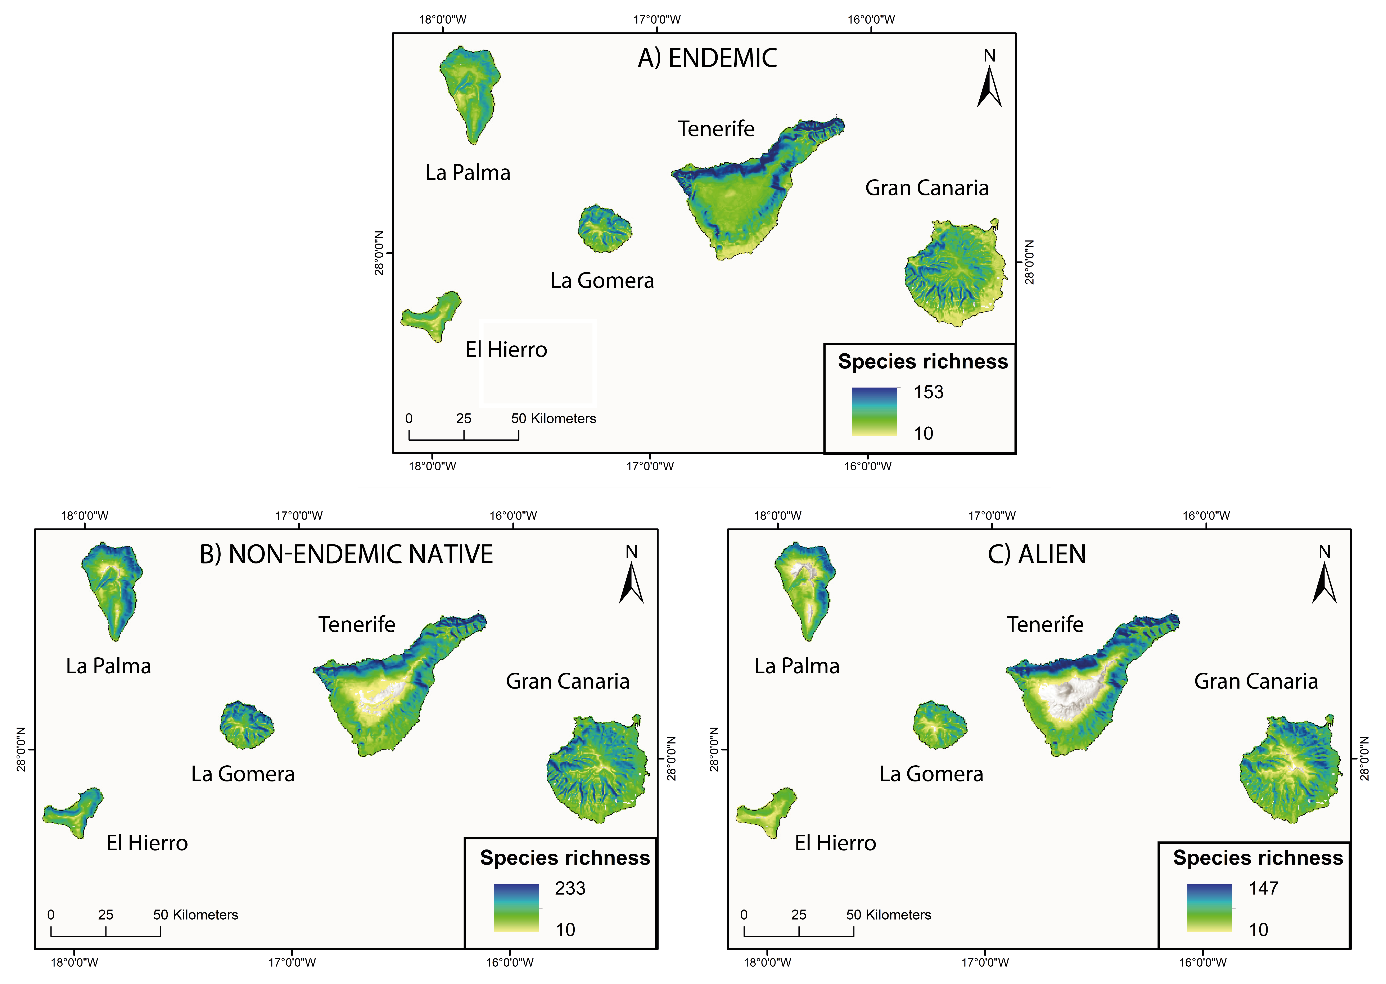 18°0'0"W 17°0'0"W 16°0'0"W
A) ENDEMIC
N
Tenerife
La Palma
Gran Canaria
28°0'0"N
28°0'0"N
La Gomera
El Hierro
Species richness
153
10
0 25 50 Kilometers
18°0'0"W 17°0'0"W 16°0'0"W
18°0'0"W 17°0'0"W 16°0'0"W
B) NON-ENDEMIC NATIVE
N
Tenerife
La Palma
Gran Canaria
28°0'0"N
28°0'0"N
La Gomera
El Hierro
Species richness
233
10
0 25 50 Kilometers
18°0'0"W 17°0'0"W 16°0'0"W
18°0'0"W 17°0'0"W 16°0'0"W
C) ALIEN
N
Tenerife
La Palma
Gran Canaria
28°0'0"N
28°0'0"N
La Gomera
El Hierro
Species richness
147
10
0 25 50 Kilometers
18°0'0"W 17°0'0"W 16°0'0"W